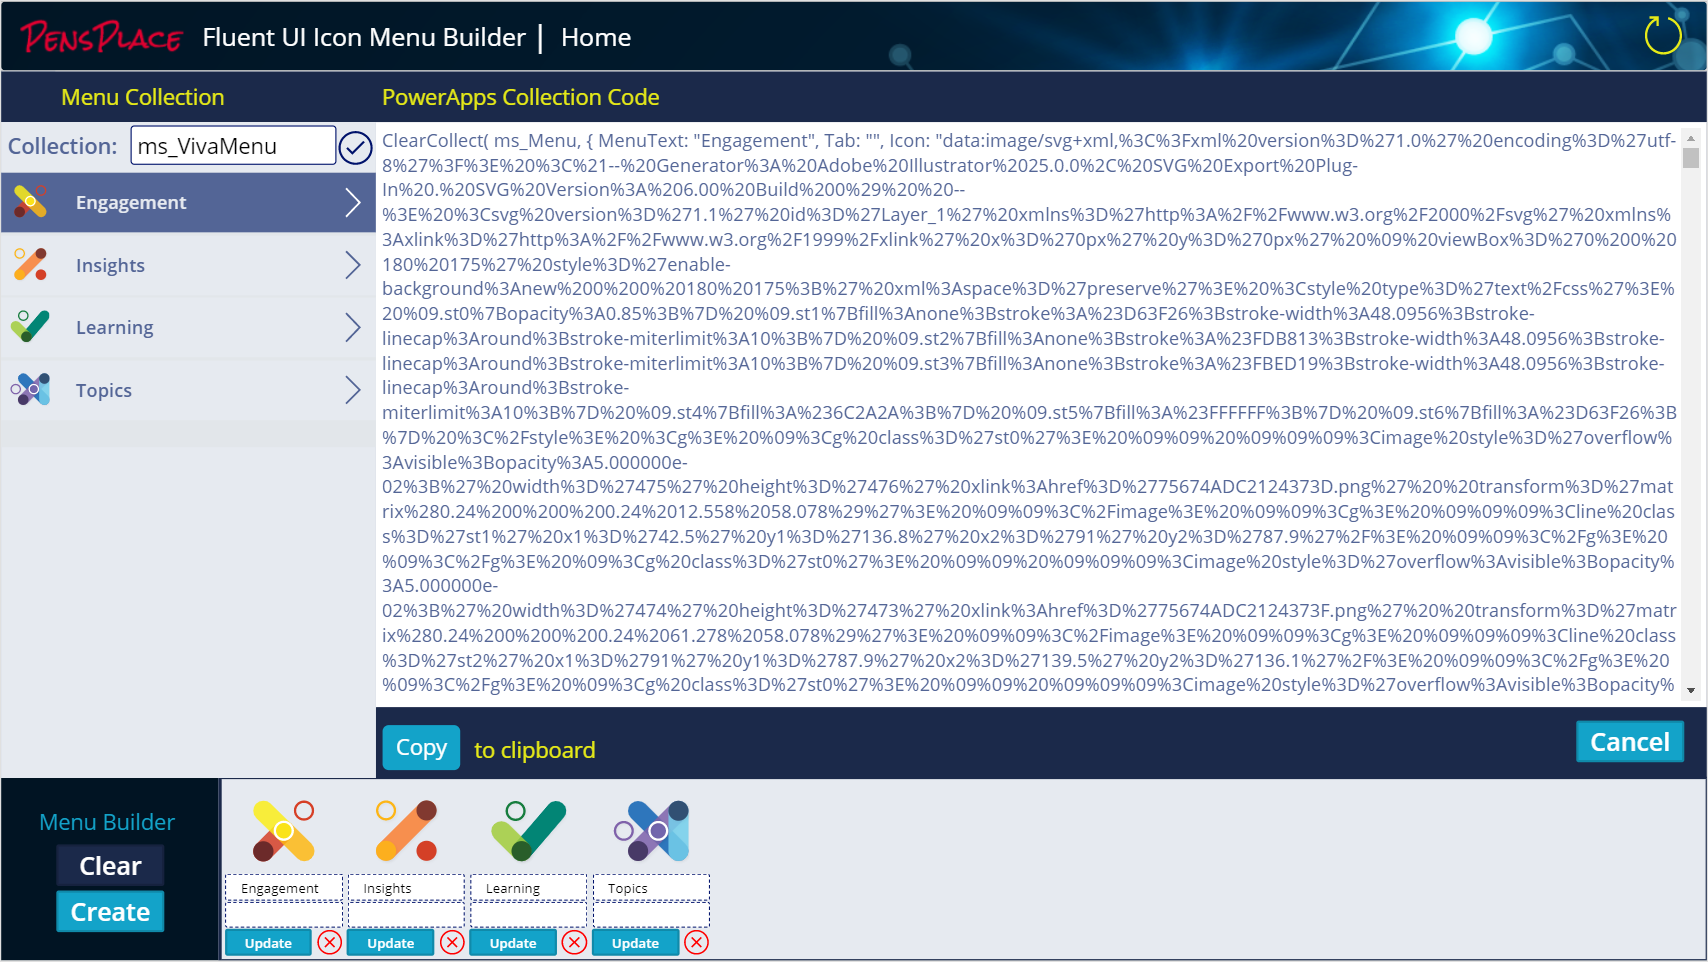 PENSPLACE Fluent UI Icon Menu Builder | Home
Menu Collection
PowerApps Collection Code
Collection: ms_VivaMenu
Engagement
Insights
Learning
Topics
ClearCollect( ms_Menu, { MenuText: "Engagement", Tab: "", Icon: "data:image/svg+xml,%3C%3Fxml%20version%3D%271.0%27%20encoding%3D%27utf-
8%27%3F%3E%20%3C%21--%20Generator%3A%20Adobe%20Illustrator%2025.0.0%2C%20SVG%20Export%20Plug-
In%20.%20SVG%20Version%3A%206.00%20Build%200%29%20%20--
%3E%20%3Csvg%20version%3D%271.1%27%20id%3D%27Layer_1%27%20xmlns%3D%27http%3A%2F%2Fwww.w3.org%2F2000%2Fsvg%27%20xmlns%
3Axlink%3D%27http%3A%2F%2Fwww.w3.org%2F1999%2Fxlink%27%20x%3D%270px%27%20y%3D%270px%27%20%09%20viewBox%3D%270%200%20
180%20175%27%20style%3D%27enable-
background%3Anew%200%200%20180%20175%3B%27%20xml%3Aspace%3D%27preserve%27%3E%20%3Cstyle%20type%3D%27text%2Fcss%27%3E%
20%09.st0%7Bopacity%3A0.85%3B%7D%20%09.st1%7Bfill%3Anone%3Bstroke%3A%23D63F26%3Bstroke-width%3A48.0956%3Bstroke-
linecap%3Around%3Bstroke-miterlimit%3A10%3B%7D%20%09.st2%7Bfill%3Anone%3Bstroke%3A%23FDB813%3Bstroke-width%3A48.0956%3Bstroke-
linecap%3Around%3Bstroke-miterlimit%3A10%3B%7D%20%09.st3%7Bfill%3Anone%3Bstroke%3A%23FBED19%3Bstroke-width%3A48.0956%3Bstroke-
linecap%3Around%3Bstroke-
miterlimit%3A10%3B%7D%20%09.st4%7Bfill%3A%236C2A2A%3B%7D%20%09.st5%7Bfill%3A%23FFFFFF%3B%7D%20%09.st6%7Bfill%3A%23D63F26%3B
%7D%20%3C%2Fstyle%3E%20%3Cg%3E%20%09%3Cg%20class%3D%27st0%27%3E%20%09%09%20%09%09%09%3Cimage%20style%3D%27overflow%
3Avisible%3Bopacity%3A5.000000e-
02%3B%27%20width%3D%27475%27%20height%3D%27476%27%20xlink%3Ahref%3D%2775674ADC2124373D.png%27%20%20transform%3D%27mat
rix%280.24%200%200%200.24%2012.558%2058.078%29%27%3E%20%09%09%3C%2Fimage%3E%20%09%09%3Cg%3E%20%09%09%09%3Cline%20clas
s%3D%27st1%27%20x1%3D%2742.5%27%20y1%3D%27136.8%27%20x2%3D%2791%27%20y2%3D%2787.9%27%2F%3E%20%09%09%3C%2Fg%3E%20
%09%3C%2Fg%3E%20%09%3Cg%20class%3D%27st0%27%3E%20%09%09%20%09%09%09%3Cimage%20style%3D%27overflow%3Avisible%3Bopacity%
3A5.000000e-
02%3B%27%20width%3D%27474%27%20height%3D%27473%27%20xlink%3Ahref%3D%2775674ADC2124373F.png%27%20%20transform%3D%27matr
ix%280.24%200%200%200.24%2061.278%2058.078%29%27%3E%20%09%09%3C%2Fimage%3E%20%09%09%3Cg%3E%20%09%09%09%3Cline%20class
%3D%27st2%27%20x1%3D%2791%27%20y1%3D%2787.9%27%20x2%3D%27139.5%27%20y2%3D%27136.1%27%2F%3E%20%09%09%3C%2Fg%3E%20
%09%3C%2Fg%3E%20%09%3Cg%20class%3D%27st0%27%3E%20%09%09%20%09%09%09%3Cimage%20style%3D%27overflow%3Avisible%3Bopacity%
Copy to clipboard
Cancel
Menu Builder
Clear
Create
Engagement Insights Learning Topics
Update Update Update Update